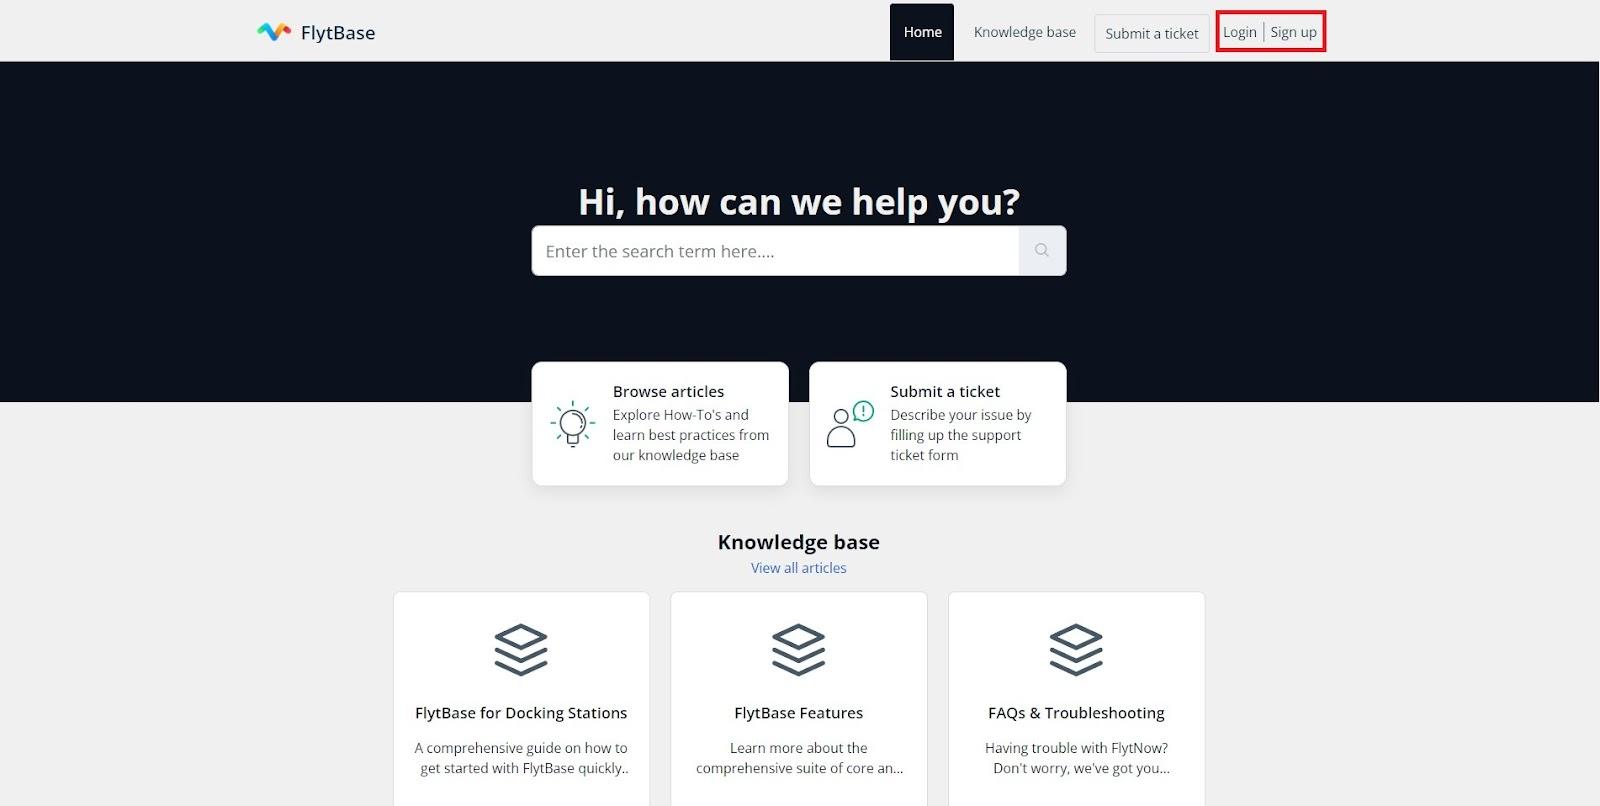 FlytBase
Home
Knowledge base
Submit a ticket
Login
Sign up
Hi, how can we help you?
Enter the search term here....
Browse articles
Explore How-To's and
learn best practices from
our knowledge base
Submit a ticket
Describe your issue by
filling up the support
ticket form
Knowledge base
View all articles
FlytBase for Docking Stations
A comprehensive guide on how to
get started with FlytBase quickly..
FlytBase Features
Learn more about the
comprehensive suite of core an...
FAQs & Troubleshooting
Having trouble with FlytNow?
Don't worry, we've got you...